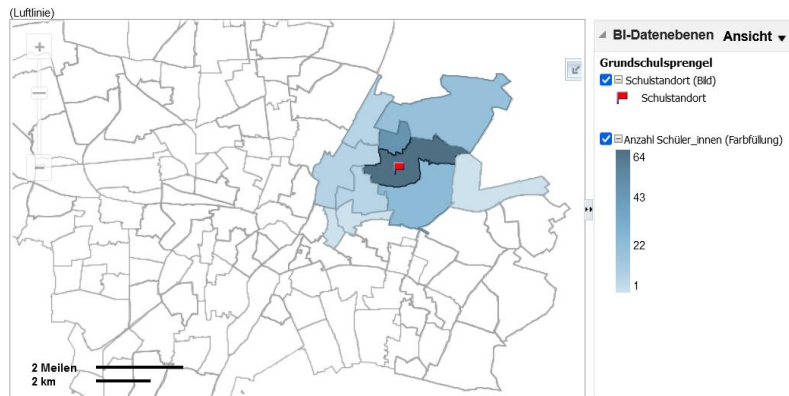 (Luftlinie)
BI-Datenebenen Ansicht
Grundschulsprengel
Schulstandort (Bild)
Schulstandort
Anzahl Schüler_innen (Farbfüllung)
64
43
22
1
2 Meilen
2 km